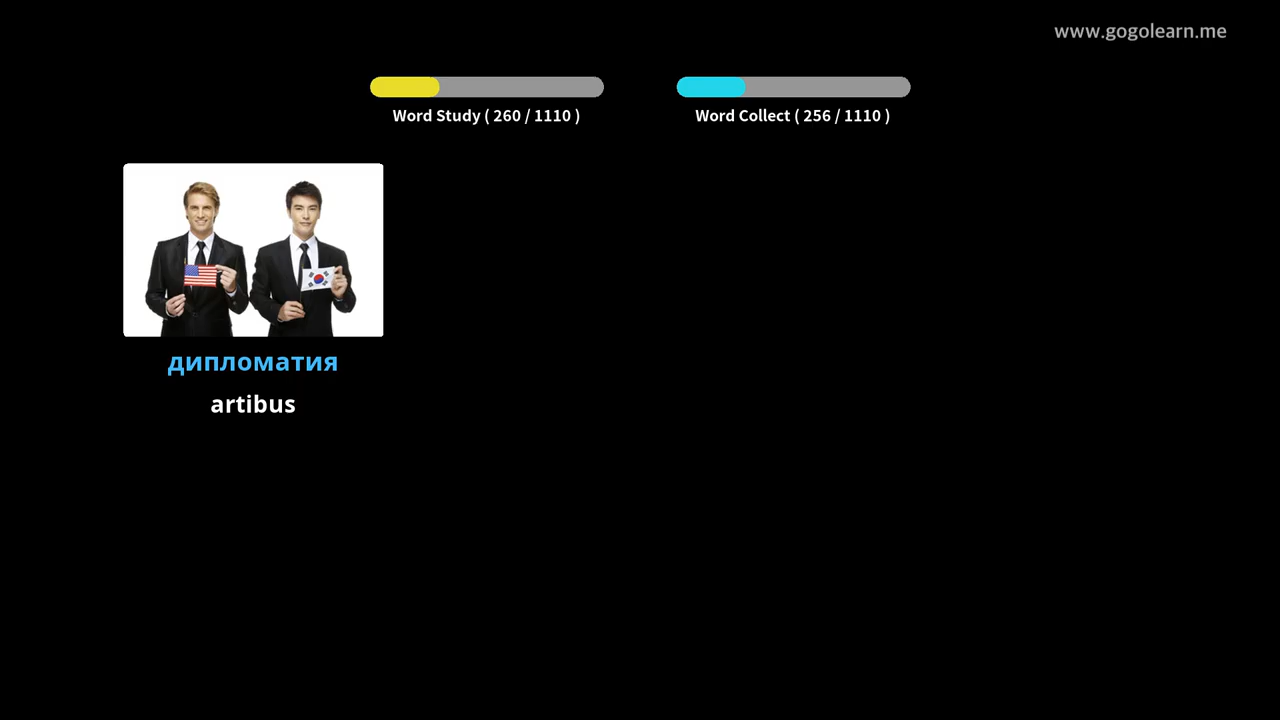 www.gogolearn.me
Word Study ( 260 / 1110 )
Word Collect ( 256 / 1110 )
дипломатия
artibus